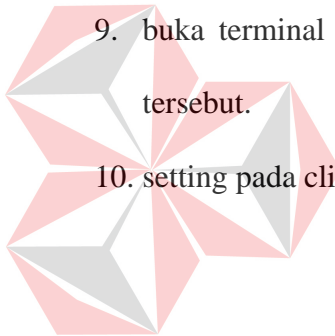 9. buka terminal
tersebut.
10. setting pada cli